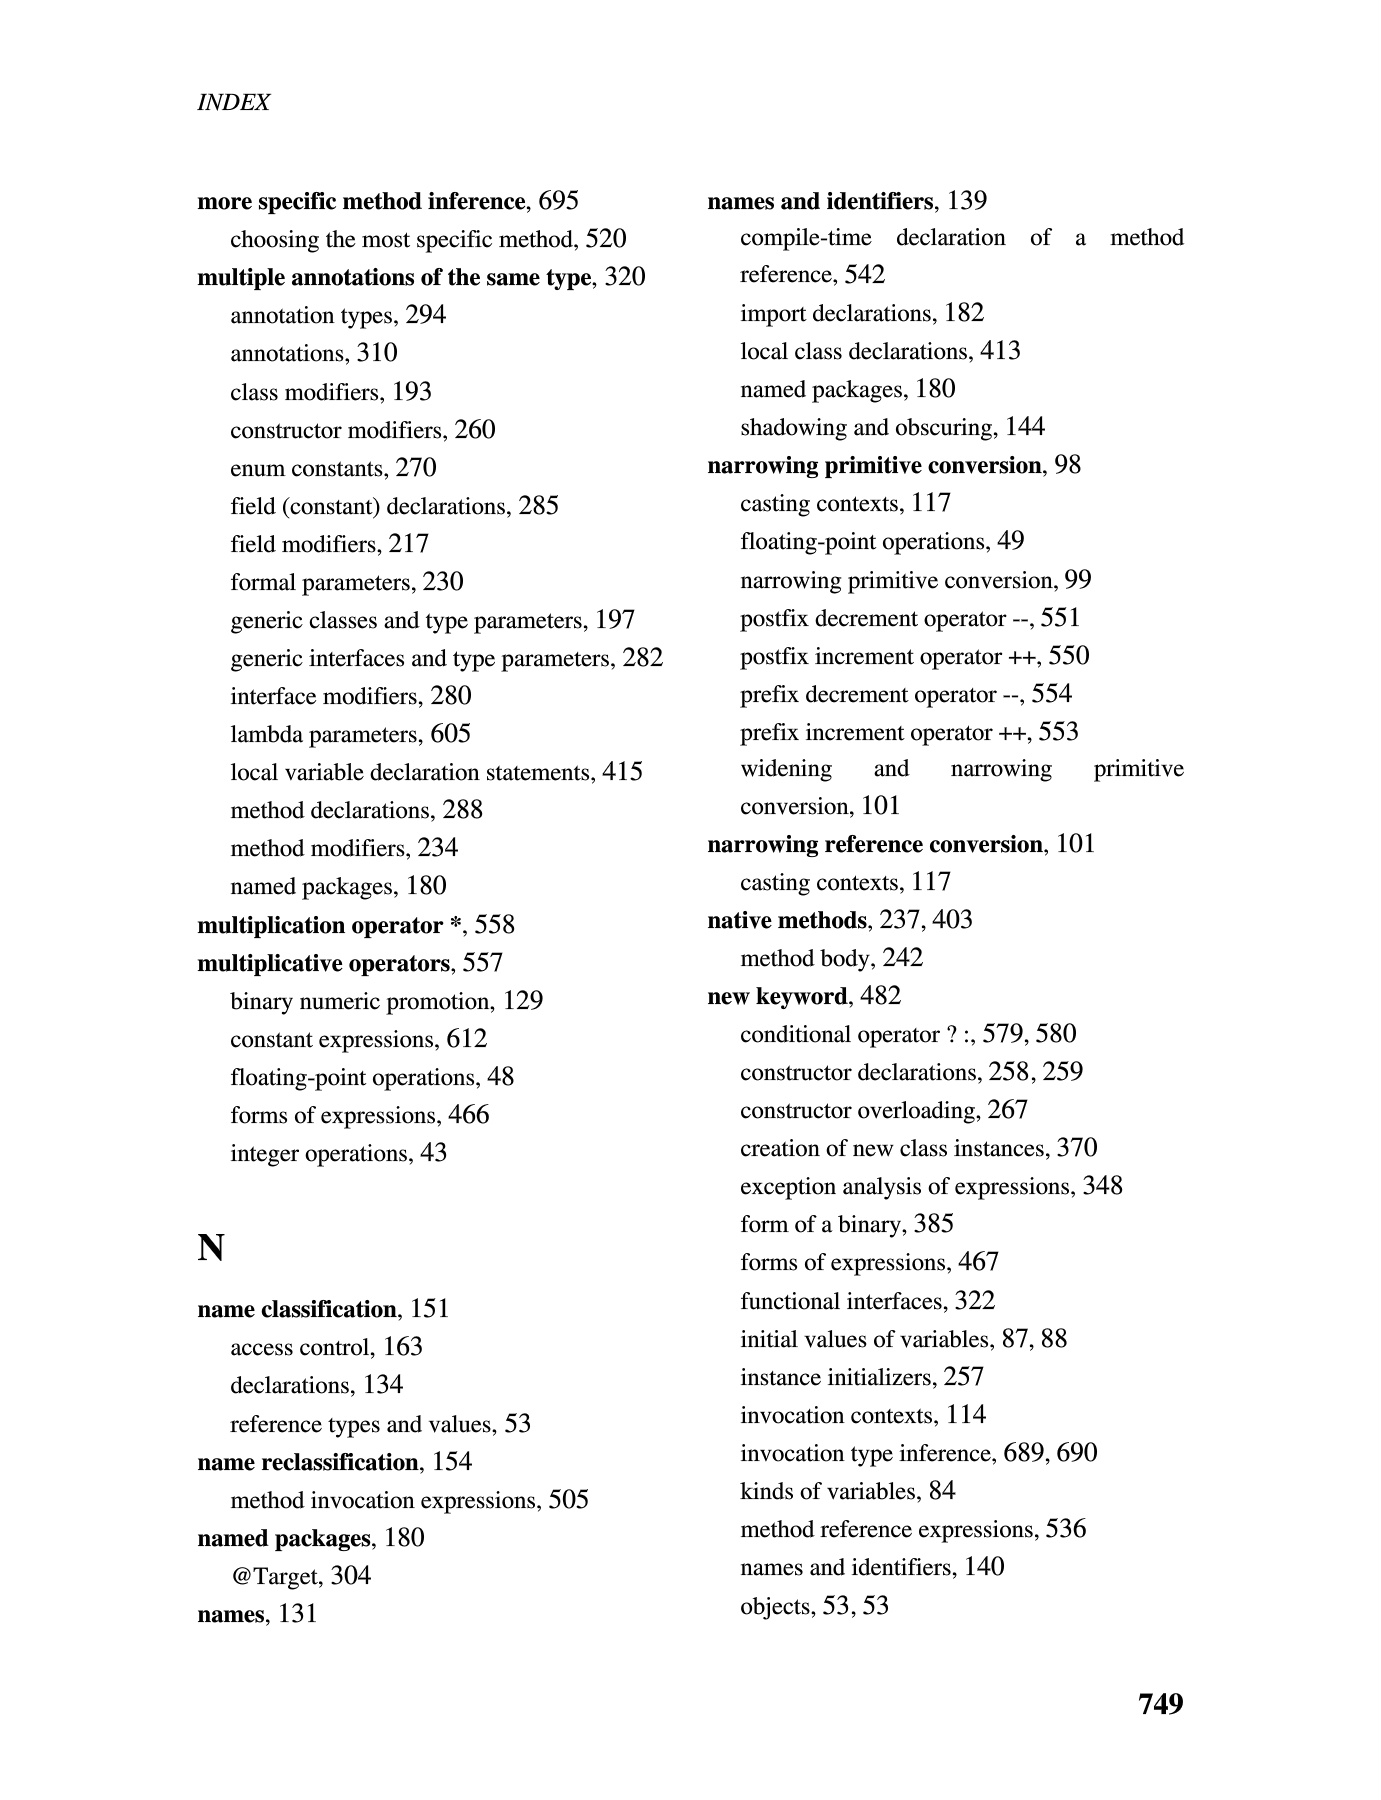 INDEX
more specific method inference, 695
choosing the most specific method, 520
multiple annotations of the same type, 320
annotation types, 294
annotations, 310
class modifiers, 193
constructor modifiers, 260
enum constants, 270
field (constant) declarations, 285
field modifiers, 217
formal parameters, 230
generic classes and type parameters, 197
generic interfaces and type parameters, 282
interface modifiers, 280
lambda parameters, 605
local variable declaration statements, 415
method declarations, 288
method modifiers, 234
named packages, 180
multiplication operator *, 558
multiplicative operators, 557
binary numeric promotion, 129
constant expressions, 612
floating-point operations, 48
forms of expressions, 466
integer operations, 43
N
name classification, 151
access control, 163
declarations, 134
reference types and values, 53
name reclassification, 154
method invocation expressions, 505
named packages, 180
@Target, 304
names, 131
names and identifiers, 139
compile-time declaration of a method
reference, 542
import declarations, 182
local class declarations, 413
named packages, 180
shadowing and obscuring, 144
narrowing primitive conversion, 98
casting contexts, 117
floating-point operations, 49
narrowing primitive conversion, 99
postfix decrement operator --, 551
postfix increment operator ++, 550
prefix decrement operator --, 554
prefix increment operator ++, 553
widening and narrowing primitive
conversion, 101
narrowing reference conversion, 101
casting contexts, 117
native methods, 237, 403
method body, 242
new keyword, 482
conditional operator ? :, 579, 580
constructor declarations, 258, 259
constructor overloading, 267
creation of new class instances, 370
exception analysis of expressions, 348
form of a binary, 385
forms of expressions, 467
functional interfaces, 322
initial values of variables, 87, 88
instance initializers, 257
invocation contexts, 114
invocation type inference, 689, 690
kinds of variables, 84
method reference expressions, 536
names and identifiers, 140
objects, 53, 53
749